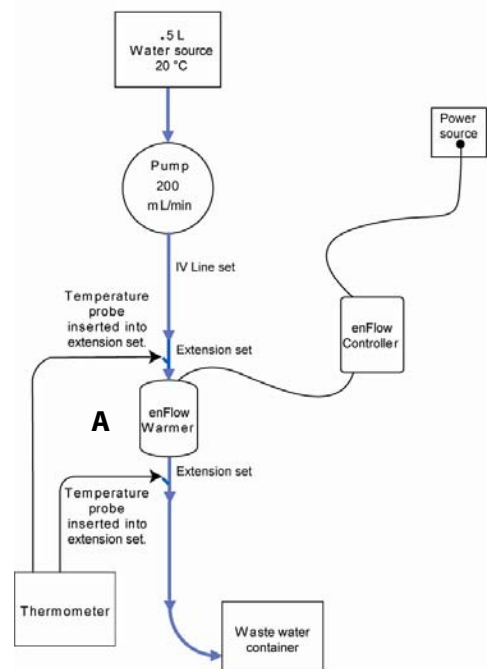 .5 L
Water source
20 °C
Power
source
Pump
200
mL/min
IV Line set
Temperature
probe
inserted into
extension set.
Extension set
enFlow
Controller
A
enFlow
Warmer
Extension set
Temperature
probe
inserted into
extension set.
Thermometer
Waste water
container